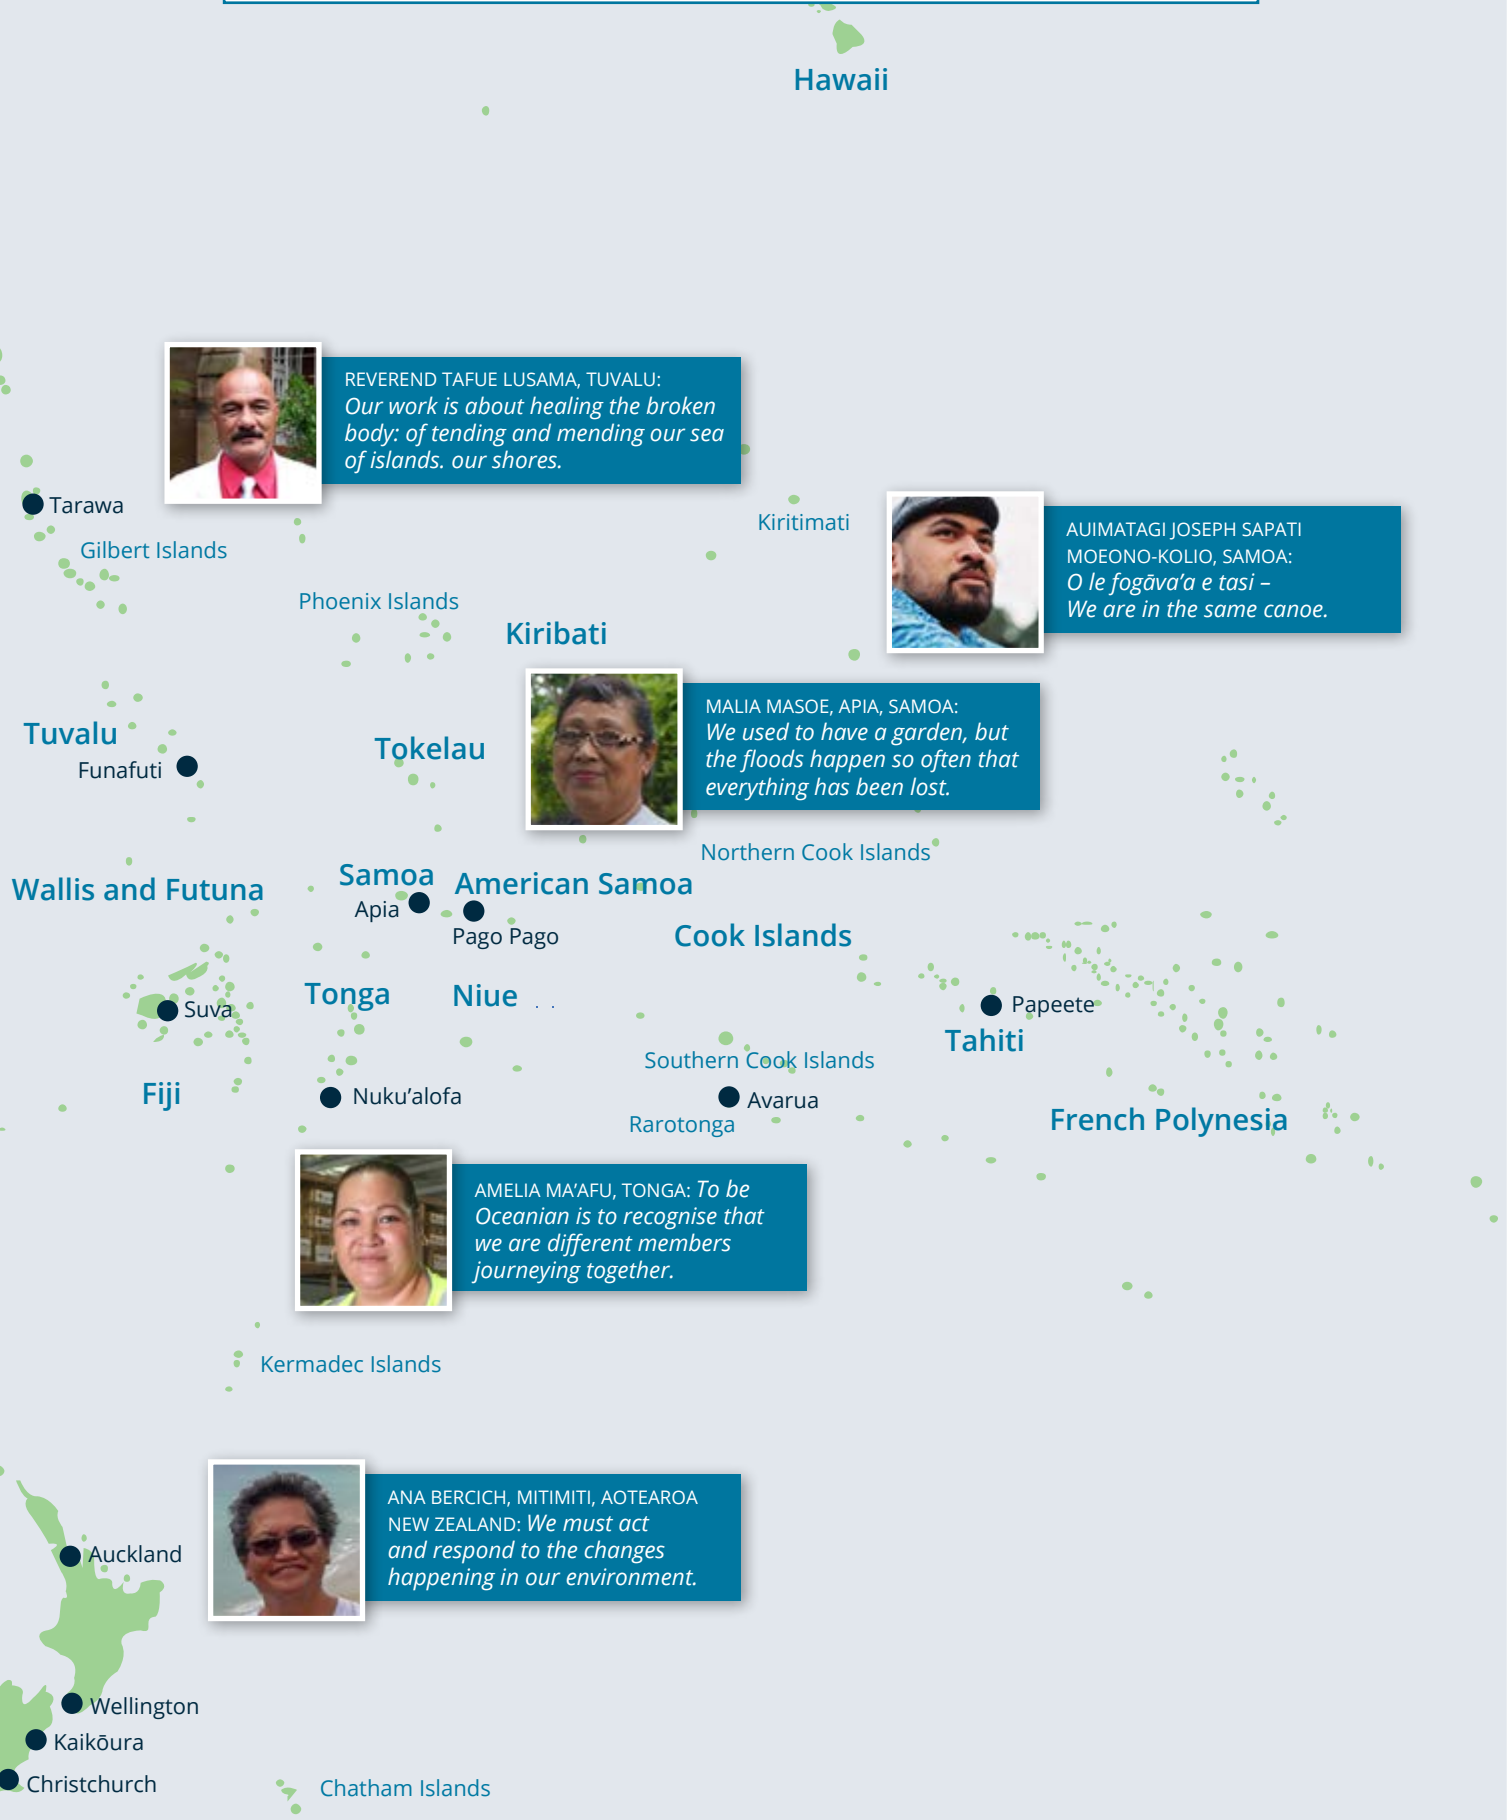 Hawaii
REVEREND TAFUE LUSAMA, TUVALU:
Our work is about healing the broken
body: of tending and mending our sea
of islands. our shores.
Tarawa
Gilbert Islands
Kiritimati
AUIMATAGI JOSEPH SAPATI
MOEONO-KOLIO, SAMOA:
O le fogāva’a e tasi –
We are in the same canoe.
Phoenix Islands
Kiribati
MALIA MASOE, APIA, SAMOA:
We used to have a garden, but
the floods happen so often that
everything has been lost.
Tuvalu
Funafuti
Tokelau
Northern Cook Islands
Wallis and Futuna
Samoa
Apia
American Samoa
Pago Pago
Cook Islands
Suva
Tonga
Niue
Papeete
Tahiti
Southern Cook Islands
Fiji
Nuku’alofa
Avarua
Rarotonga
French Polynesia
AMELIA MA’AFU, TONGA: To be
Oceanian is to recognise that
we are different members
journeying together.
Kermadec Islands
ANA BERCICH, MITIMITI, AOTEAROA
NEW ZEALAND: We must act
and respond to the changes
happening in our environment.
Auckland
Wellington
Kaikōura
Christchurch
Chatham Islands